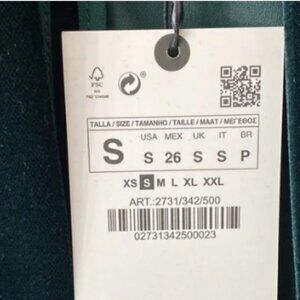 FSC
TALLA / SIZE / TAMANHO / TAILLE / MAAT / ΜΕΓΕΘΟΣ
USA MEX UK IT BR
S S 26 S S P
XS S M L XL XXL
ART.:2731/342/500
02731342500023